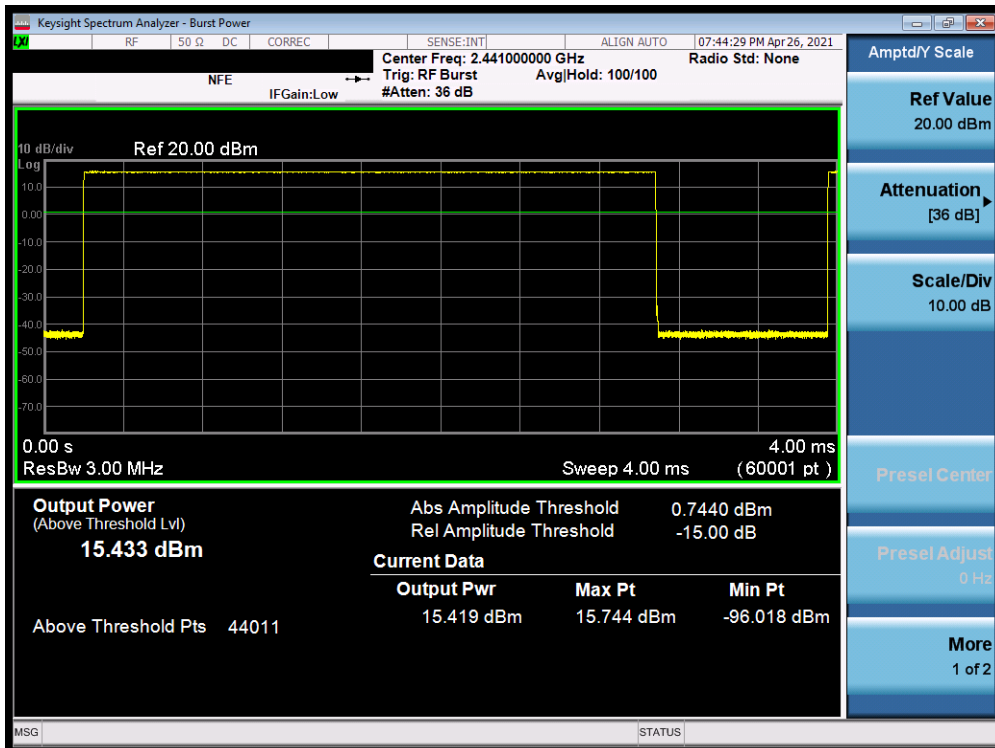 Keysight Spectrum Analyzer - Burst Power
LXI RF 50 Ω DC CORREC SENSE:INT ALIGN AUTO 07:44:29 PM Apr 26, 2021
Center Freq: 2.441000000 GHz Radio Std: None
NFE Trig: RF Burst Avg|Hold: 100/100
IFGain:Low #Atten: 36 dB
10 dB/div Ref 20.00 dBm
Log
10.0
0.00
-10.0
-20.0
-30.0
-40.0
-50.0
-60.0
-70.0
0.00 s 4.00 ms
ResBw 3.00 MHz Sweep 4.00 ms (60001 pt)
Output Power
(Above Threshold Lvl)
15.433 dBm
Above Threshold Pts 44011
Abs Amplitude Threshold 0.7440 dBm
Rel Amplitude Threshold -15.00 dB
Current Data
Output Pwr Max Pt Min Pt
15.419 dBm 15.744 dBm -96.018 dBm
Amptd/Y Scale
Ref Value
20.00 dBm
Attenuation
[36 dB]
Scale/Div
10.00 dB
Presel Center
Presel Adjust
0 Hz
More
1 of 2
MSG STATUS